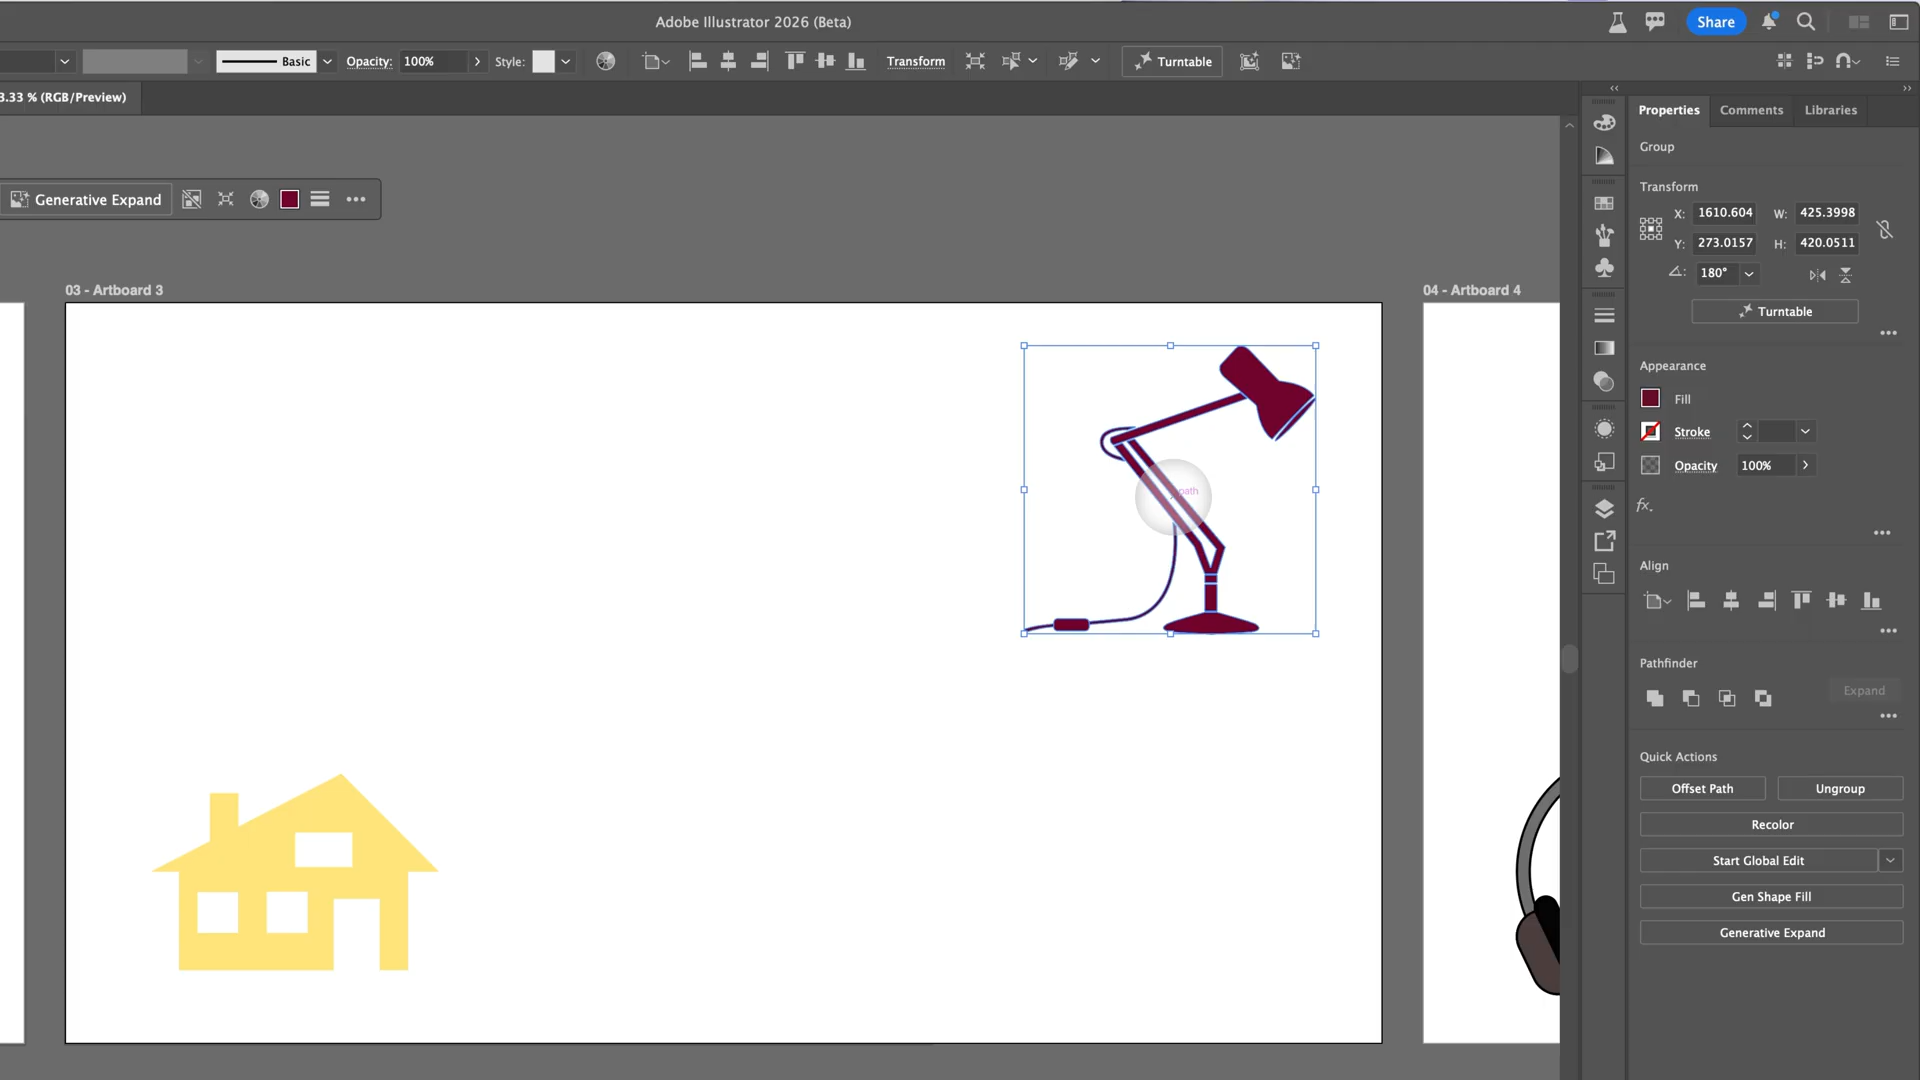 Adobe Illustrator 2026 (Beta)
Share
Basic
Opacity:
100%
Style:
Transform
Turntable
3.33 % (RGB/Preview)
Properties
Comments
Libraries
Group
Generative Expand
Transform
X:
1610.604
W:
425.3998
Y:
273.0157
H:
420.0511
180°
Turntable
03 - Artboard 3
04 - Artboard 4
Appearance
Fill
Stroke
Opacity
100%
fx.
path
Align
Pathfinder
Expand
Quick Actions
Offset Path
Ungroup
Recolor
Start Global Edit
Gen Shape Fill
Generative Expand